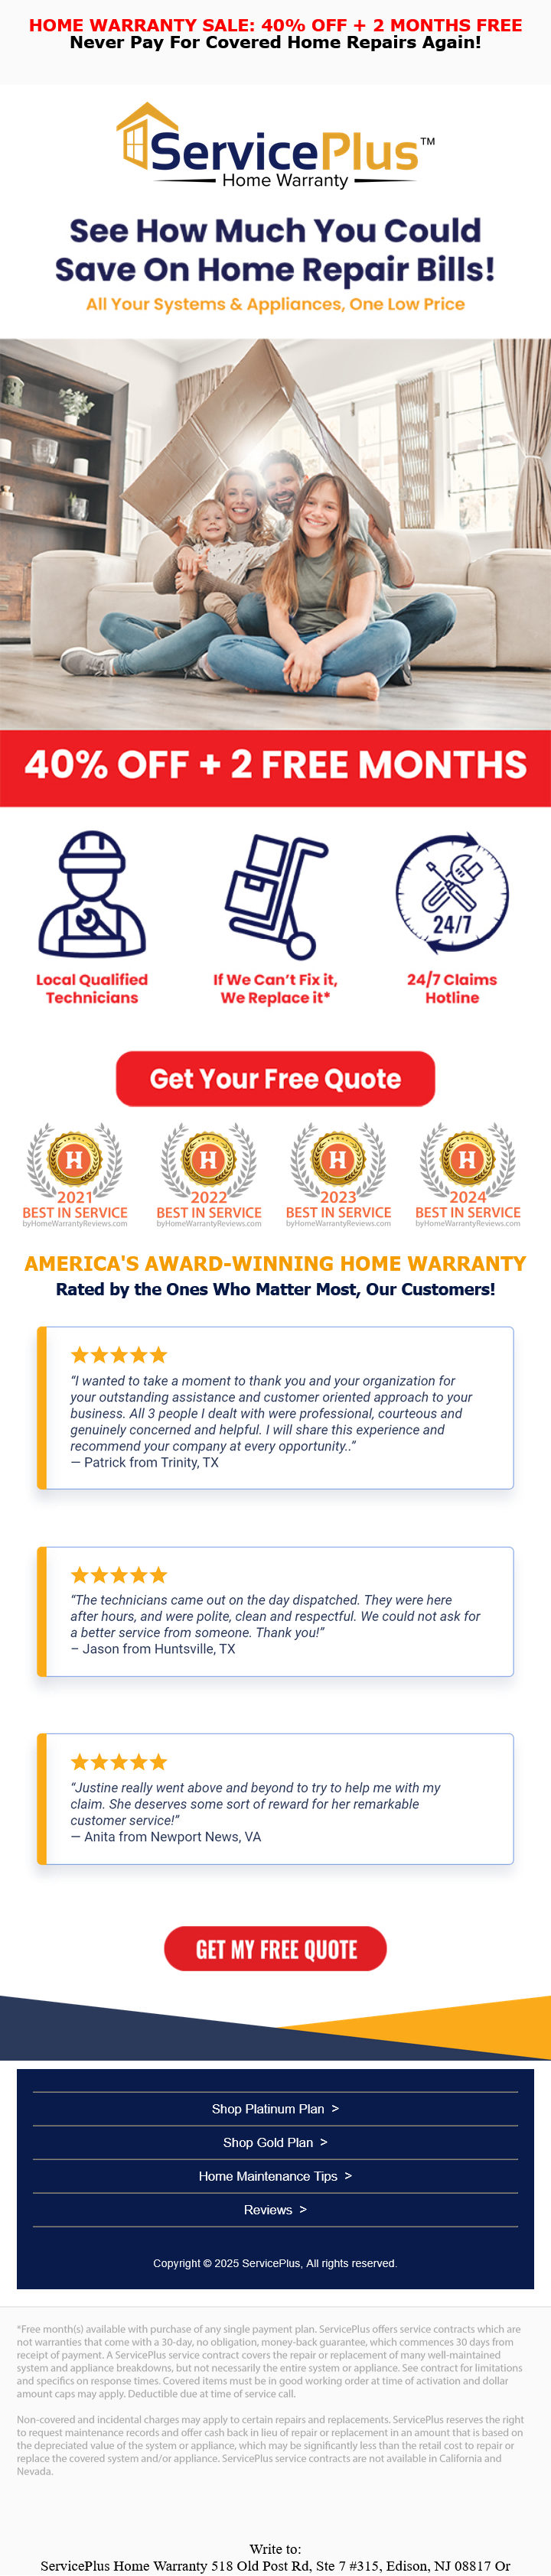 HOME WARRANTY SALE: 40% OFF + 2 MONTHS FREE
Never Pay For Covered Home Repairs Again!
ServicePlus™
Home Warranty
See How Much You Could
Save On Home Repair Bills!
All Your Systems & Appliances, One Low Price
40% OFF + 2 FREE MONTHS
24/7
Local Qualified
Technicians
If We Can't Fix it,
We Replace it*
24/7 Claims
Hotline
Get Your Free Quote
H
2021
BEST IN SERVICE
byHomeWarrantyReviews.com
H
2022
BEST IN SERVICE
byHomeWarrantyReviews.com
H
2023
BEST IN SERVICE
byHomeWarrantyReviews.com
H
2024
BEST IN SERVICE
byHomeWarrantyReviews.com
AMERICA'S AWARD-WINNING HOME WARRANTY
Rated by the Ones Who Matter Most, Our Customers!
“I wanted to take a moment to thank you and your organization for
your outstanding assistance and customer oriented approach to your
business. All 3 people I dealt with were professional, courteous and
genuinely concerned and helpful. I will share this experience and
recommend your company at every opportunity..”
— Patrick from Trinity, TX
“The technicians came out on the day dispatched. They were here
after hours, and were polite, clean and respectful. We could not ask for
a better service from someone. Thank you!”
– Jason from Huntsville, TX
“Justine really went above and beyond to try to help me with my
claim. She deserves some sort of reward for her remarkable
customer service!”
— Anita from Newport News, VA
GET MY FREE QUOTE
Shop Platinum Plan >
Shop Gold Plan >
Home Maintenance Tips >
Reviews >
Copyright © 2025 ServicePlus, All rights reserved.
*Free month(s) available with purchase of any single payment plan. ServicePlus offers service contracts which are
not warranties that come with a 30-day, no obligation, money-back guarantee, which commences 30 days from
receipt of payment. A ServicePlus service contract covers the repair or replacement of many well-maintained
system and appliance breakdowns, but not necessarily the entire system or appliance. See contract for limitations
and specifics on response times. Covered items must be in good working order at time of activation and dollar
amount caps may apply. Deductible due at time of service call.
Non-covered and incidental charges may apply to certain repairs and replacements. ServicePlus reserves the right
to request maintenance records and offer cash back in lieu of repair or replacement in an amount that is based on
the depreciated value of the system or appliance, which may be significantly less than the retail cost to repair or
replace the covered system and/or appliance. ServicePlus service contracts are not available in California and
Nevada.
Write to:
ServicePlus Home Warranty 518 Old Post Rd, Ste 7 #315, Edison, NJ 08817 Or